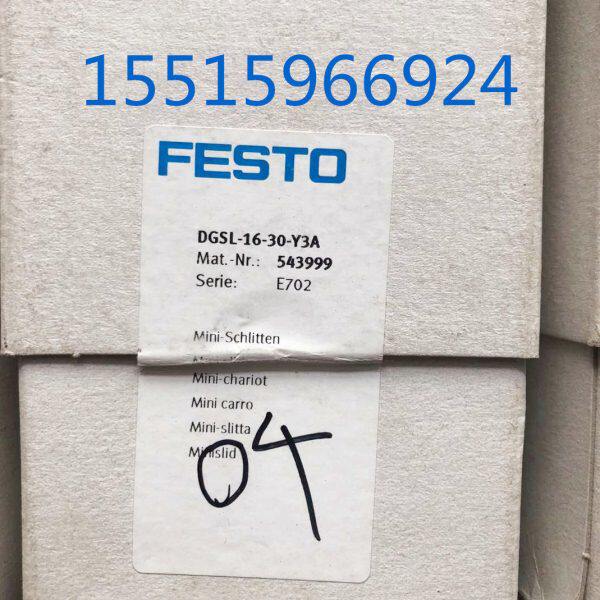 15515966924
FESTO
DGSL-16-30-Y3A
Mat.-Nr.: 543999
Serie: E702
Mini-Schlitten
Mini-chariot
Mini carro
Mini-slitta
Minislid
04